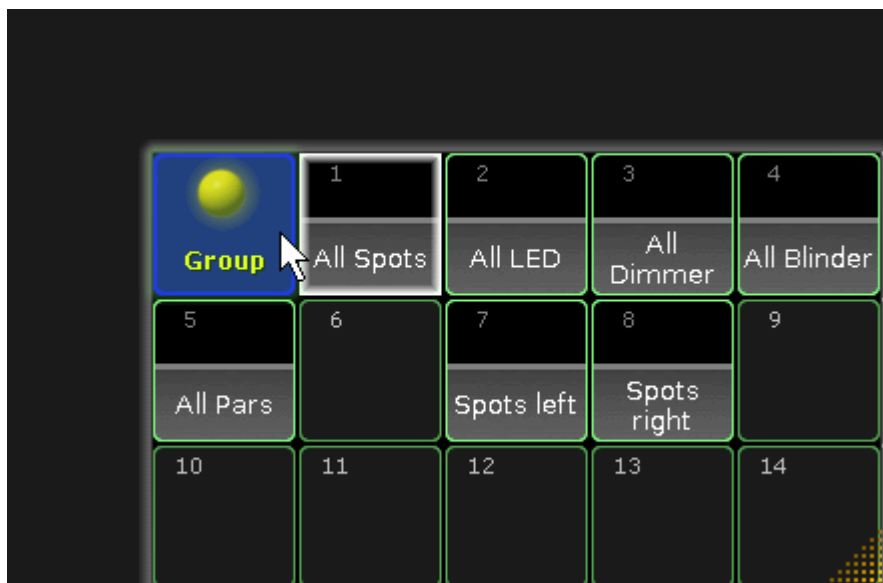 1
2
3
4
Group
All Spots
All LED
All
Dimmer
All Blinder
5
6
7
8
9
All Pars
Spots left
Spots
right
10
11
12
13
14